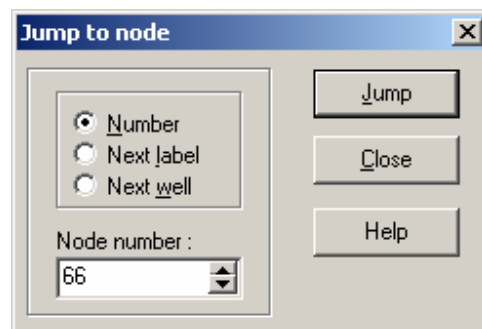 Jump to node
Number
Next label
Next well
Node number :
66
Jump
Close
Help